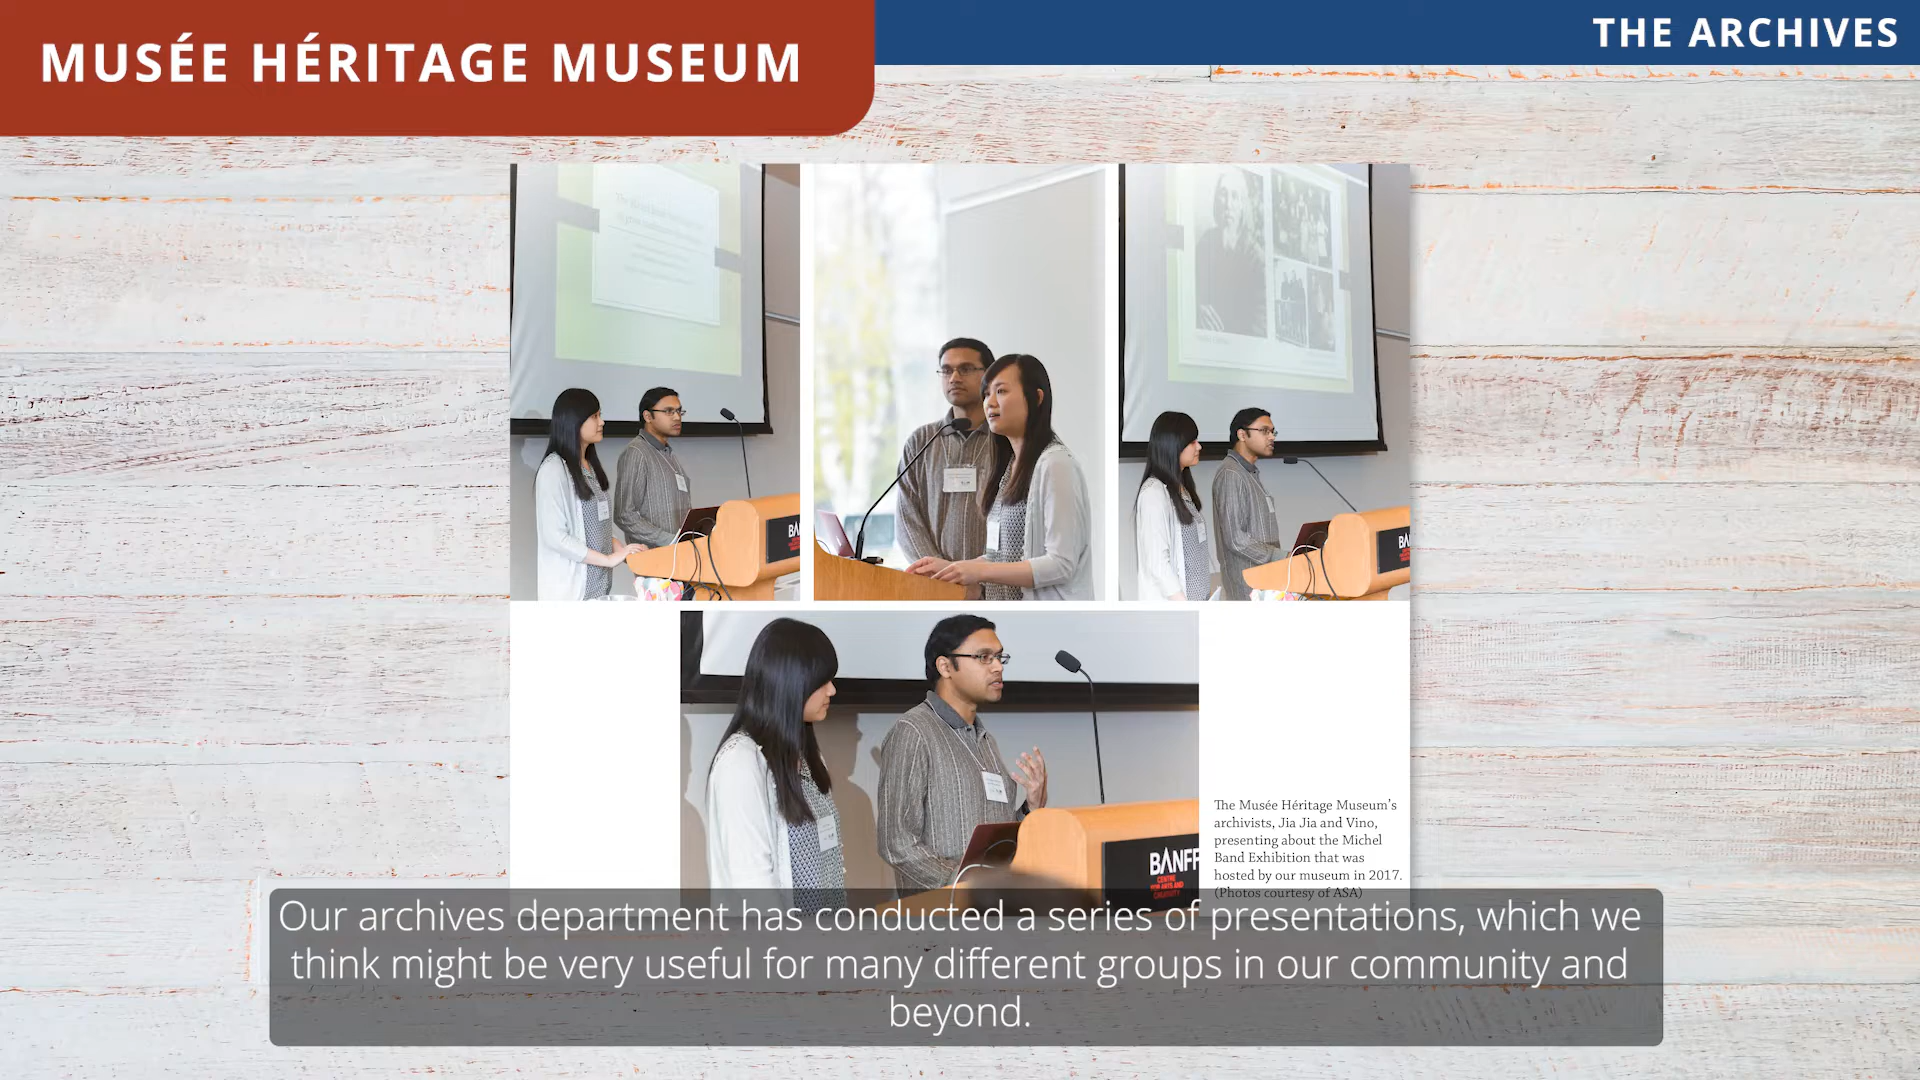 MUSÉE HÉRITAGE MUSEUM
THE ARCHIVES
BAN
BA
BANFF
CENTRE
The Musée Héritage Museum's
archivists, Jia Jia and Vino,
presenting about the Michel
Band Exhibition that was
hosted by our museum in 2017.
(Photos courtesy of ASA)
Our archives department has conducted a series of presentations, which we
think might be very useful for many different groups in our community and
beyond.